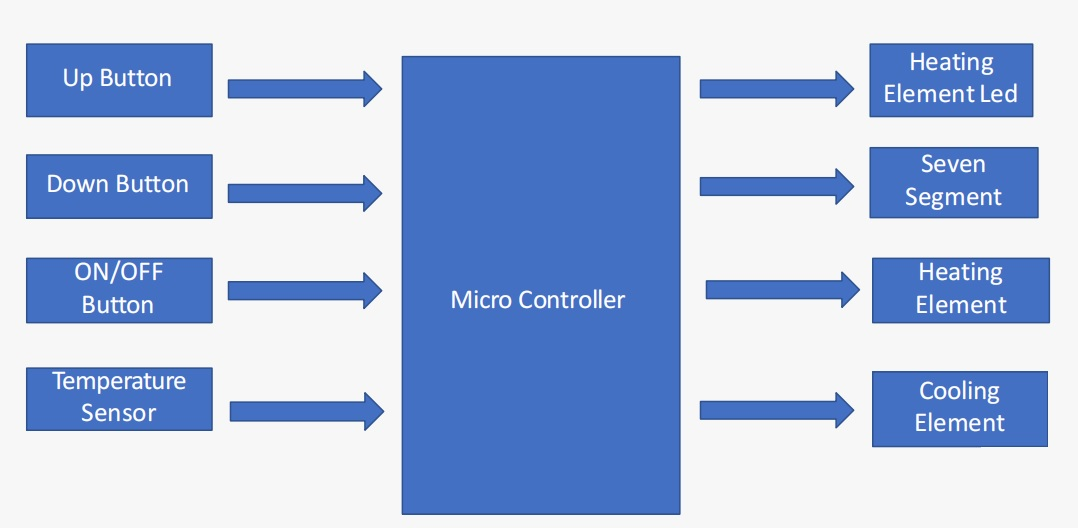 Up Button
Down Button
ON/OFF
Button
Temperature
Sensor
Micro Controller
Heating
Element Led
Seven
Segment
Heating
Element
Cooling
Element